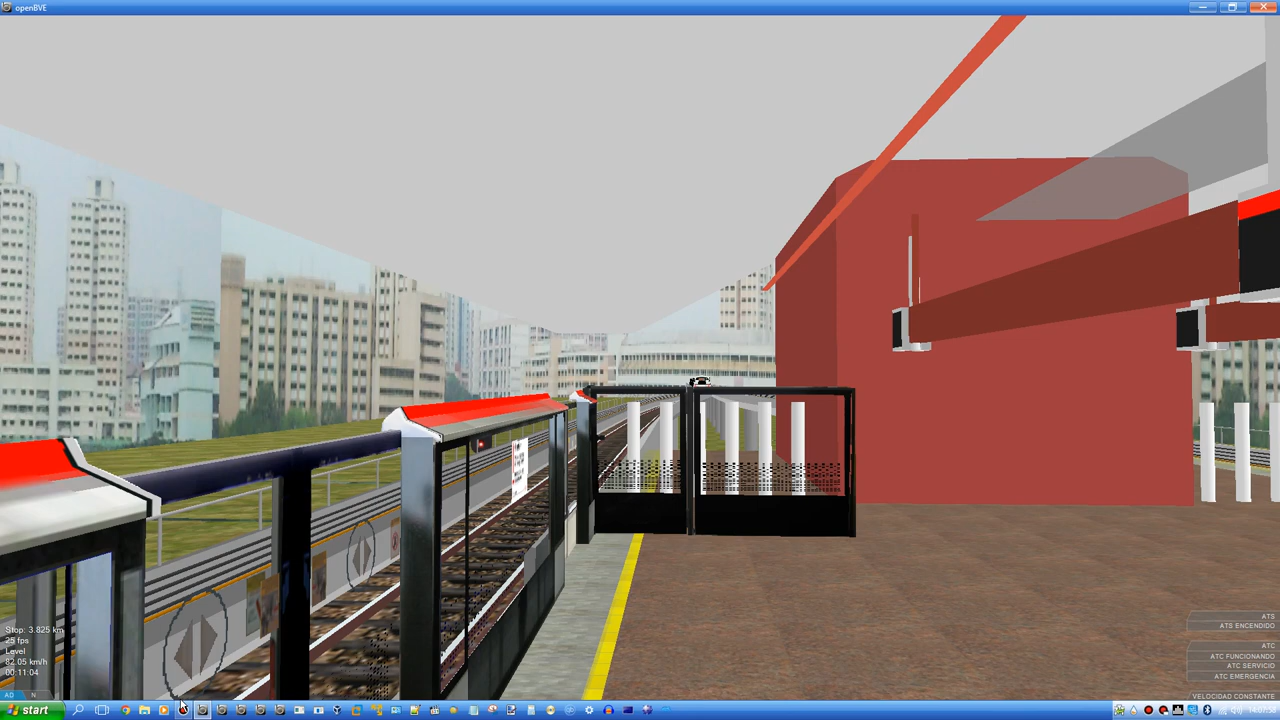 openBVE
Stop: 3.825 km
25 fps
Level
82.05 km/h
00:11:04
AD N
ATS
ATS ENCENDIDO
ATC
ATC FUNCIONANDO
ATC SERVICIO
ATC EMERGENCIA
VELOCIDAD CONSTANTE
start